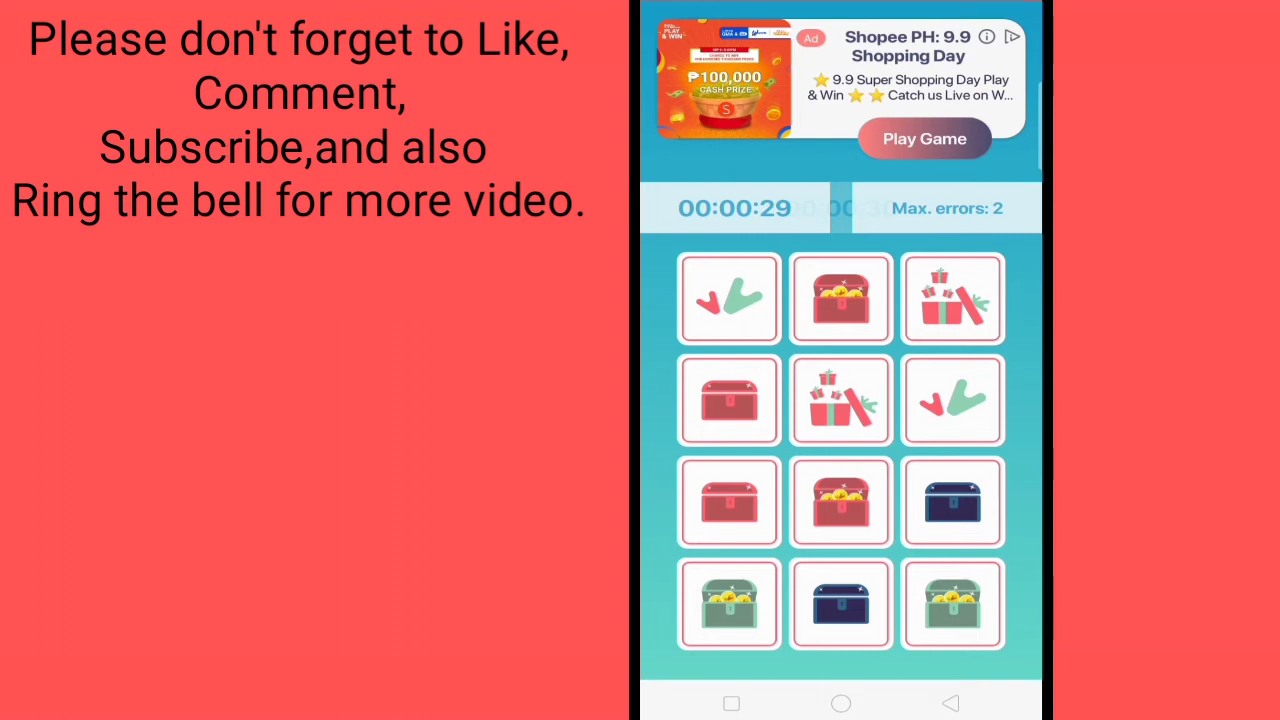 Please don't forget to Like,
Comment,
Subscribe,and also
Ring the bell for more video.
PLAY
& WIN
₱100,000
CASH PRIZE
Ad
Shopee PH: 9.9
Shopping Day
⭐ 9.9 Super Shopping Day Play
& Win ⭐ ⭐ Catch us Live on W...
Play Game
00:00:29
Max. errors: 2